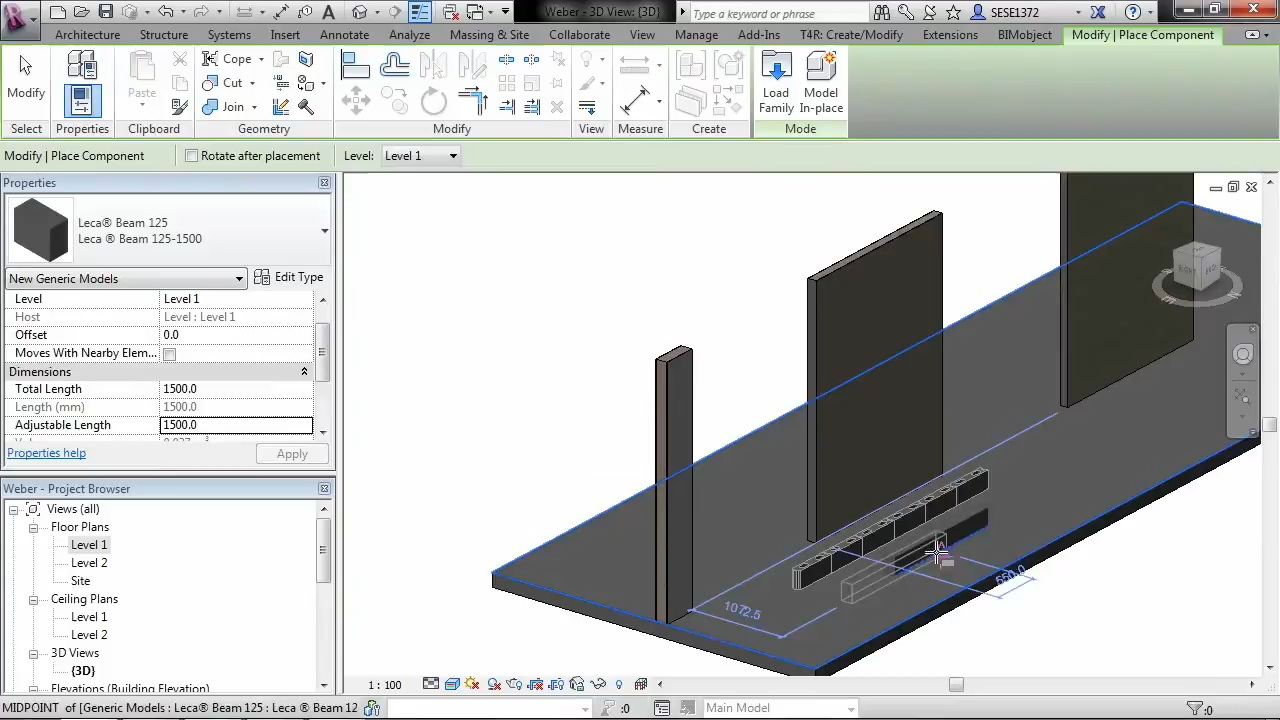 Weber - 3D View: {3D}
Type a keyword or phrase
SESE1372
Architecture Structure Systems Insert Annotate Analyze Massing & Site Collaborate View Manage Add-Ins T4R: Create/Modify Extensions BIMobject Modify | Place Component
Modify
Paste
Cope
Cut
Join
Load Family
Model In-place
Select Properties Clipboard Geometry Modify View Measure Create Mode
Modify | Place Component Rotate after placement Level: Level 1
Properties
Leca® Beam 125
Leca ® Beam 125-1500
New Generic Models Edit Type
Level Level 1
Host Level : Level 1
Offset 0.0
Moves With Nearby Elem...
Dimensions
Total Length 1500.0
Length (mm) 1500.0
Adjustable Length 1500.0
Properties help Apply
Weber - Project Browser
Views (all)
Floor Plans
Level 1
Level 2
Site
Ceiling Plans
Level 1
Level 2
3D Views
{3D}
Elevations (Building Elevation)
1072.5
1 : 100
MIDPOINT of [Generic Models : Leca® Beam 125 : Leca ® Beam 12
:0
Main Model
:0